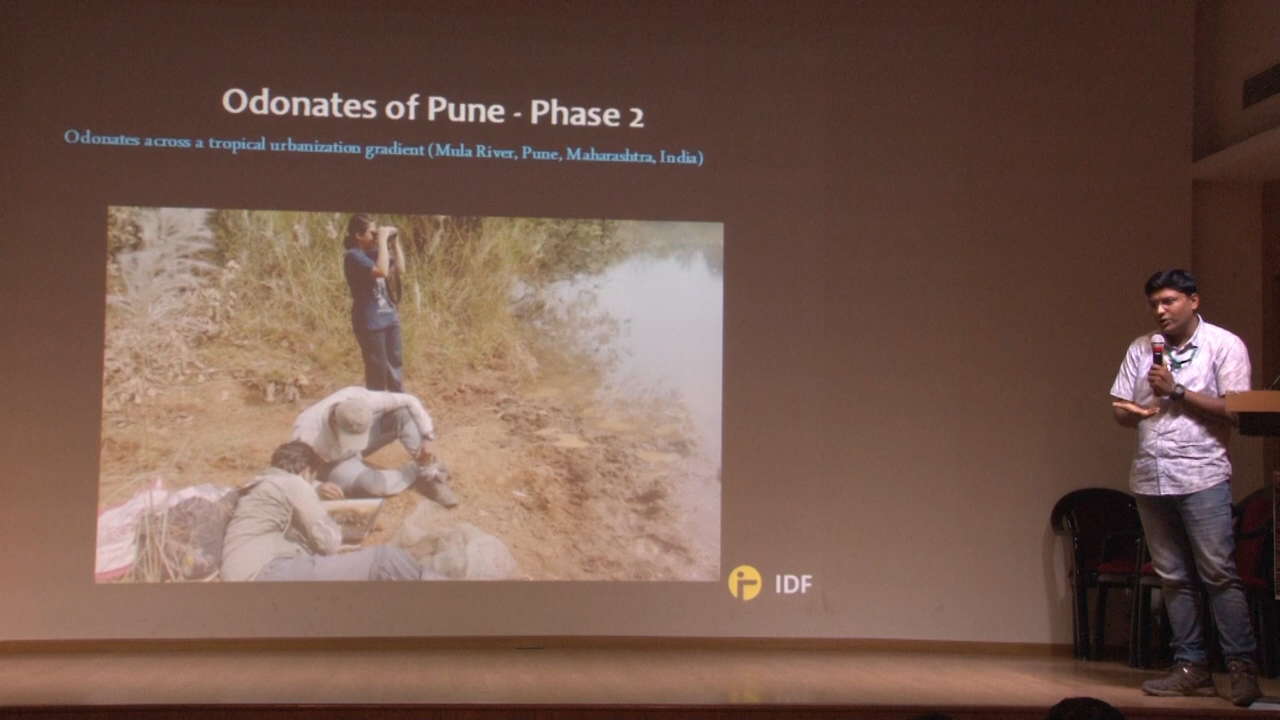 Odonates of Pune - Phase 2
Odonates across a tropical urbanization gradient (Mula River, Pune, Maharashtra, India)
IDF